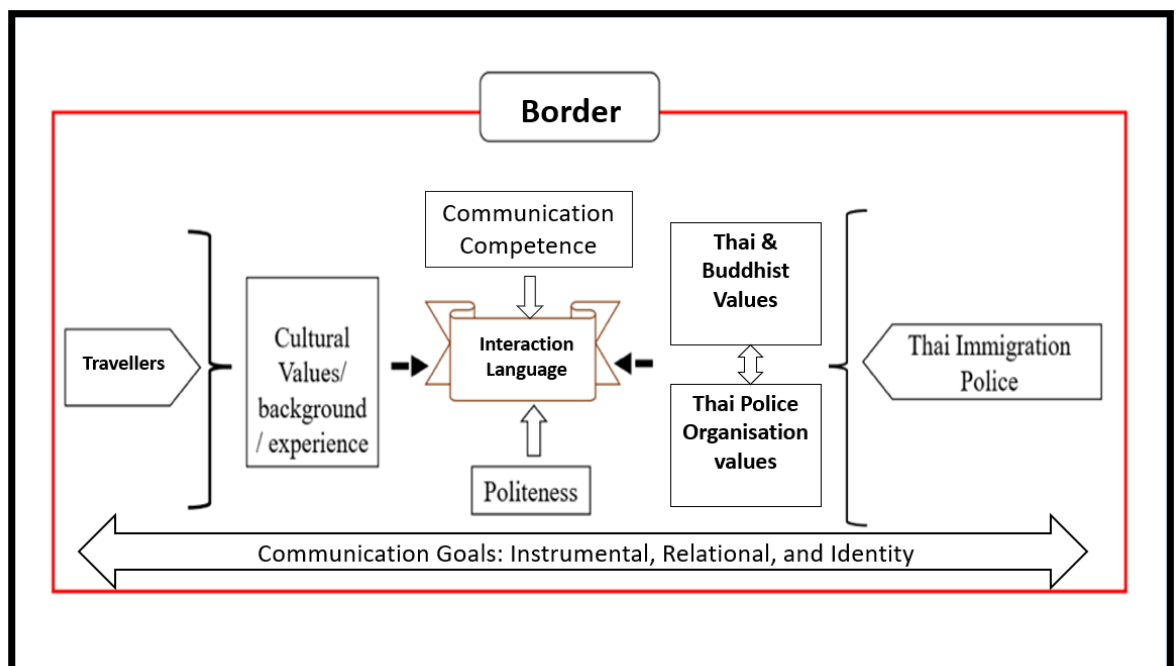 Border
Communication
Competence
Thai &
Buddhist
Values
Travellers
Cultural
Values/
background
/ experience
Interaction
Language
Thai Immigration
Police
Thai Police
Organisation
values
Politeness
Communication Goals: Instrumental, Relational, and Identity